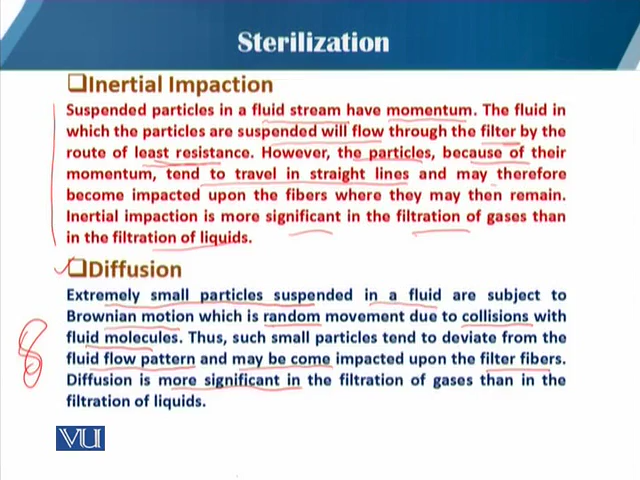 Sterilization
Inertial Impaction
Suspended particles in a fluid stream have momentum. The fluid in
which the particles are suspended will flow through the filter by the
route of least resistance. However, the particles, because of their
momentum, tend to travel in straight lines and may therefore
become impacted upon the fibers where they may then remain.
Inertial impaction is more significant in the filtration of gases than
in the filtration of liquids.
Diffusion
Extremely small particles suspended in a fluid are subject to
Brownian motion which is random movement due to collisions with
fluid molecules. Thus, such small particles tend to deviate from the
fluid flow pattern and may be come impacted upon the filter fibers.
Diffusion is more significant in the filtration of gases than in the
filtration of liquids.
VU